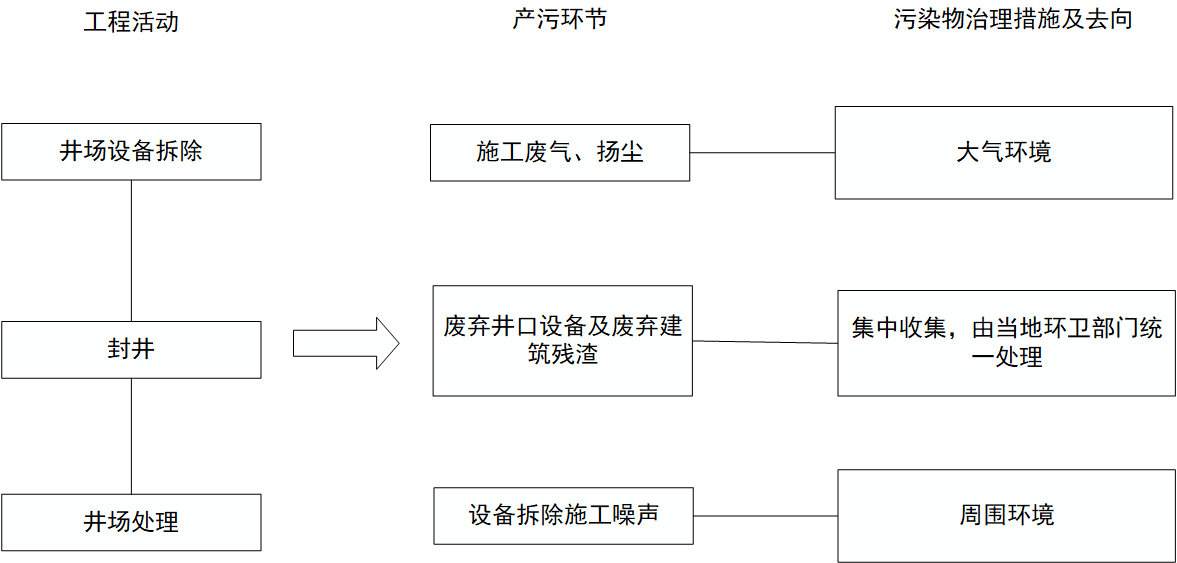 工程活动
产污环节
污染物治理措施及去向
井场设备拆除
施工废气、扬尘
大气环境
封井
废弃井口设备及废弃建
筑残渣
集中收集，由当地环卫部门统
一处理
井场处理
设备拆除施工噪声
周围环境